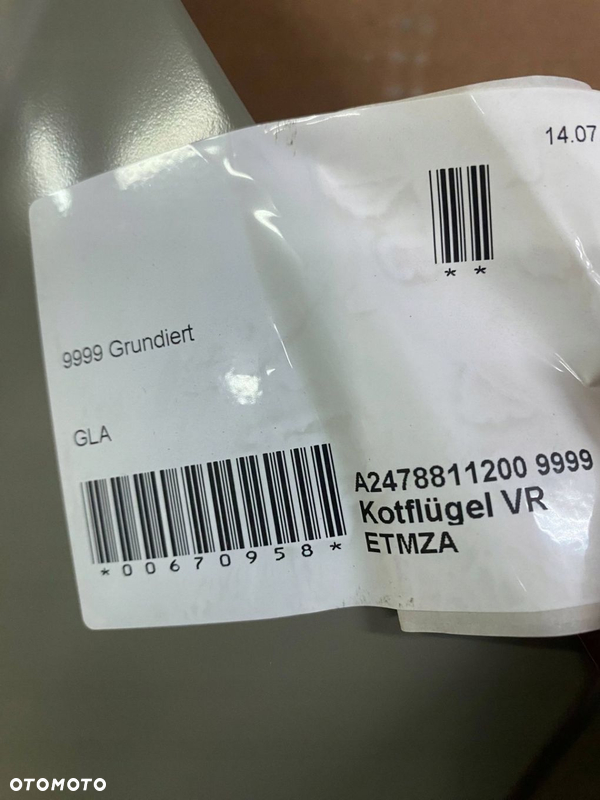 14.07
* *
9999 Grundiert
GLA
*00670958*
A2478811200 9999
Kotflügel VR
ETMZA
OTOMOTO